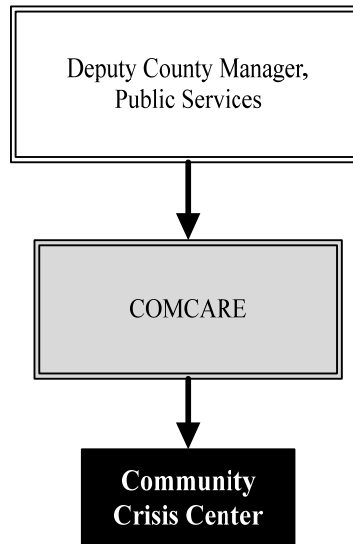 Deputy County Manager,
Public Services
COMCARE
Community
Crisis Center